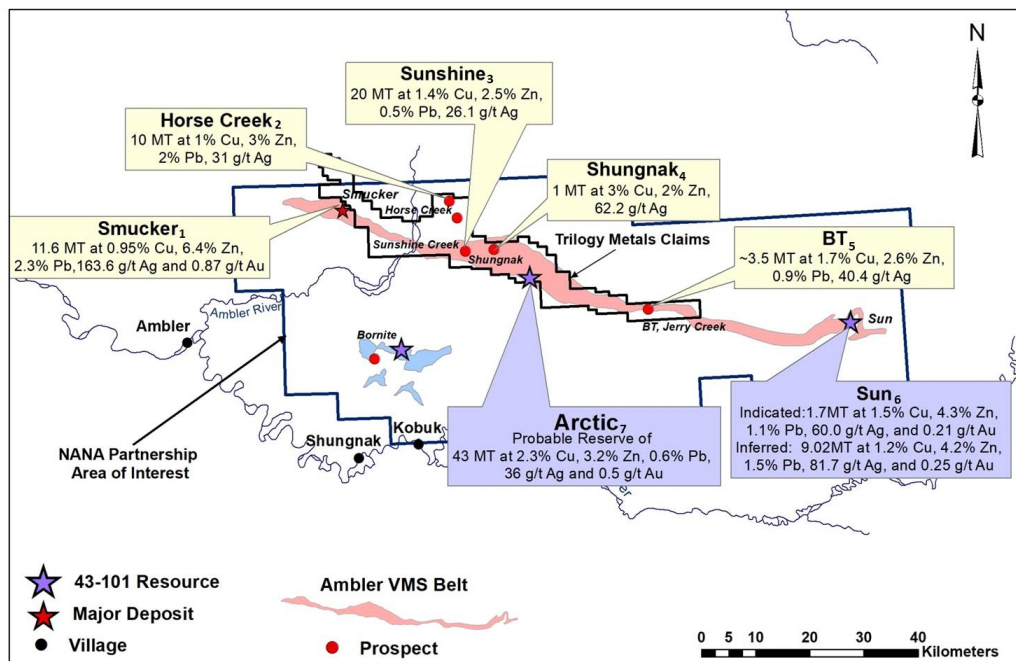 N
Sunshine3
20 MT at 1.4% Cu, 2.5% Zn,
0.5% Pb, 26.1 g/t Ag
Horse Creek2
10 MT at 1% Cu, 3% Zn,
2% Pb, 31 g/t Ag
Shungnak4
1 MT at 3% Cu, 2% Zn,
62.2 g/t Ag
Smucker1
11.6 MT at 0.95% Cu, 6.4% Zn,
2.3% Pb,163.6 g/t Ag and 0.87 g/t Au
Smucker
Horse Creek
Sunshine Creek
Shungnak
Trilogy Metals Claims
BT5
~3.5 MT at 1.7% Cu, 2.6% Zn,
0.9% Pb, 40.4 g/t Ag
BT, Jerry Creek
Sun
Ambler River
Ambler
Bornite
Kobuk
Shungnak
NANA Partnership
Area of Interest
Arctic7
Probable Reserve of
43 MT at 2.3% Cu, 3.2% Zn, 0.6% Pb,
36 g/t Ag and 0.5 g/t Au
Sun6
Indicated:1.7MT at 1.5% Cu, 4.3% Zn,
1.1% Pb, 60.0 g/t Ag, and 0.21 g/t Au
Inferred: 9.02MT at 1.2% Cu, 4.2% Zn,
1.5% Pb, 81.7 g/t Ag, and 0.25 g/t Au
43-101 Resource
Major Deposit
Village
Ambler VMS Belt
Prospect
0 5 10 20 30 40
Kilometers